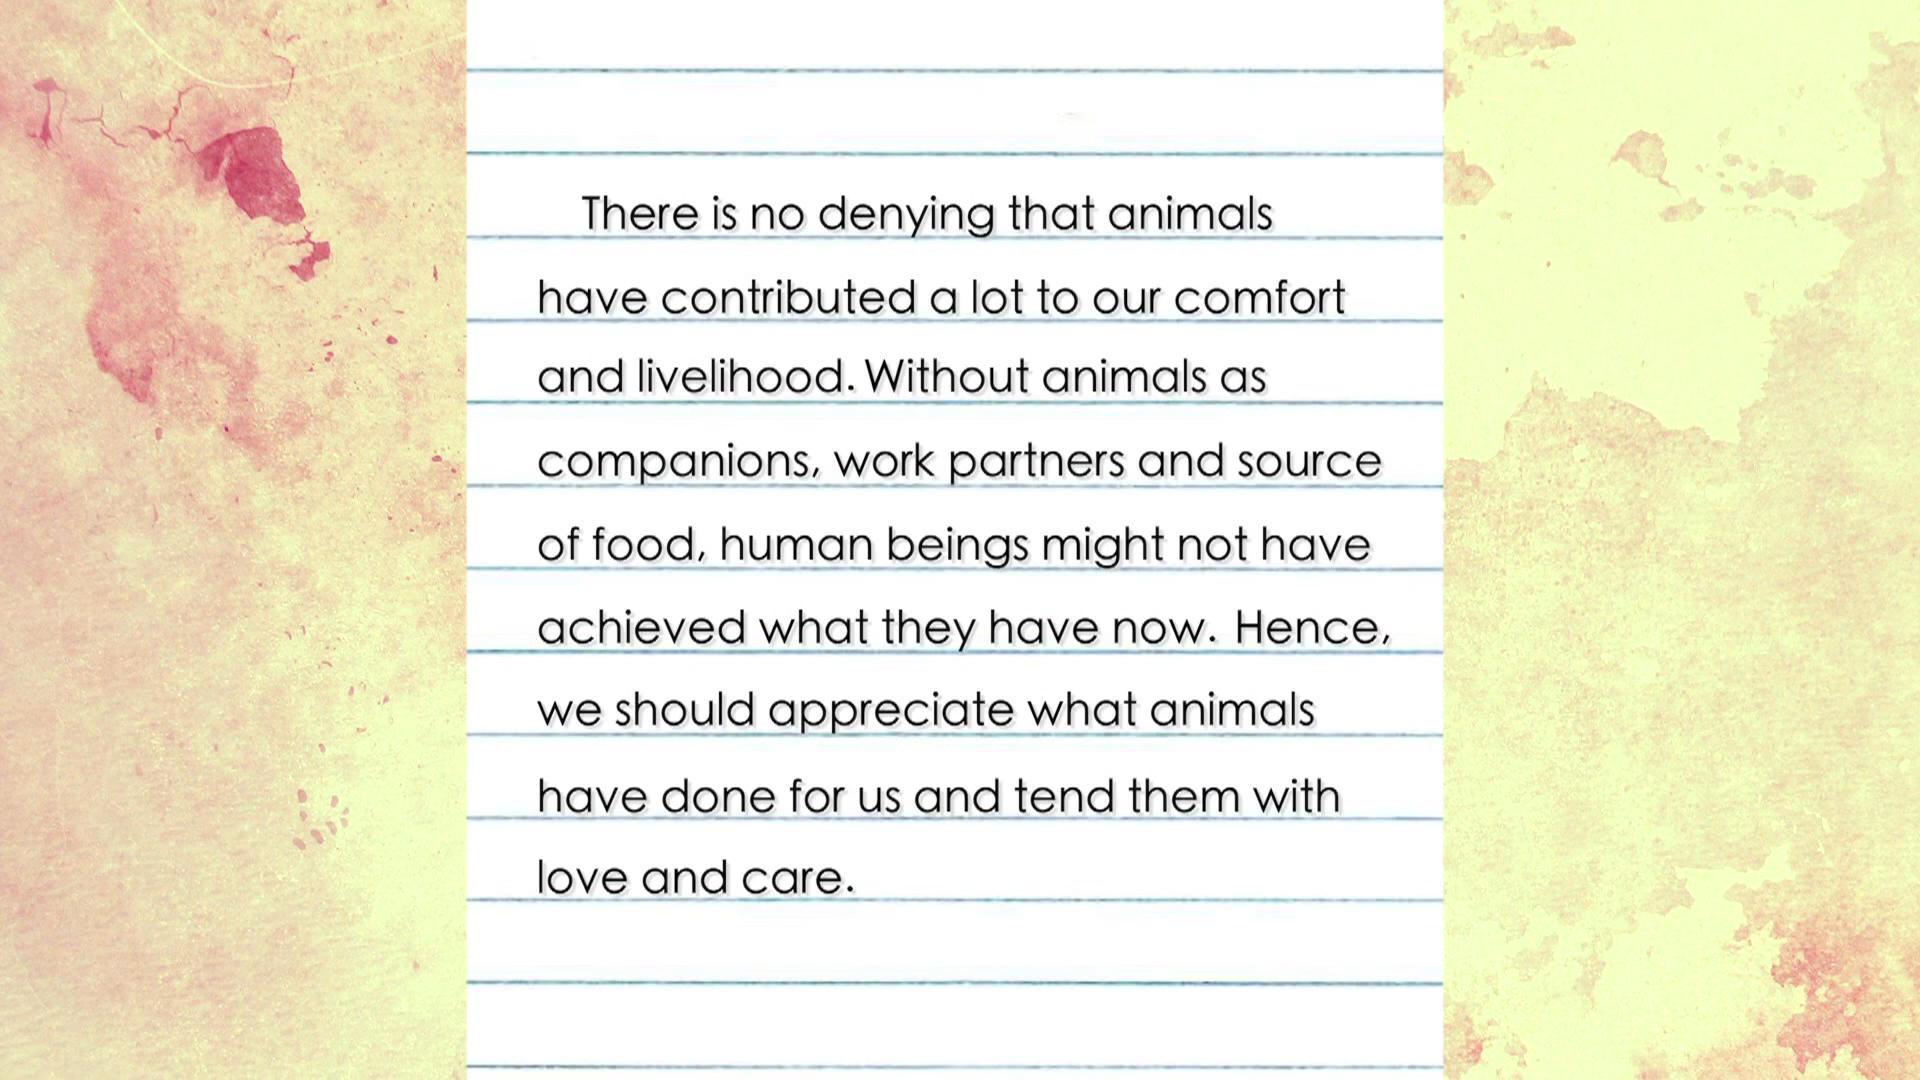 There is no denying that animals
have contributed a lot to our comfort
and livelihood. Without animals as
companions, work partners and source
of food, human beings might not have
achieved what they have now. Hence,
we should appreciate what animals
have done for us and tend them with
love and care.